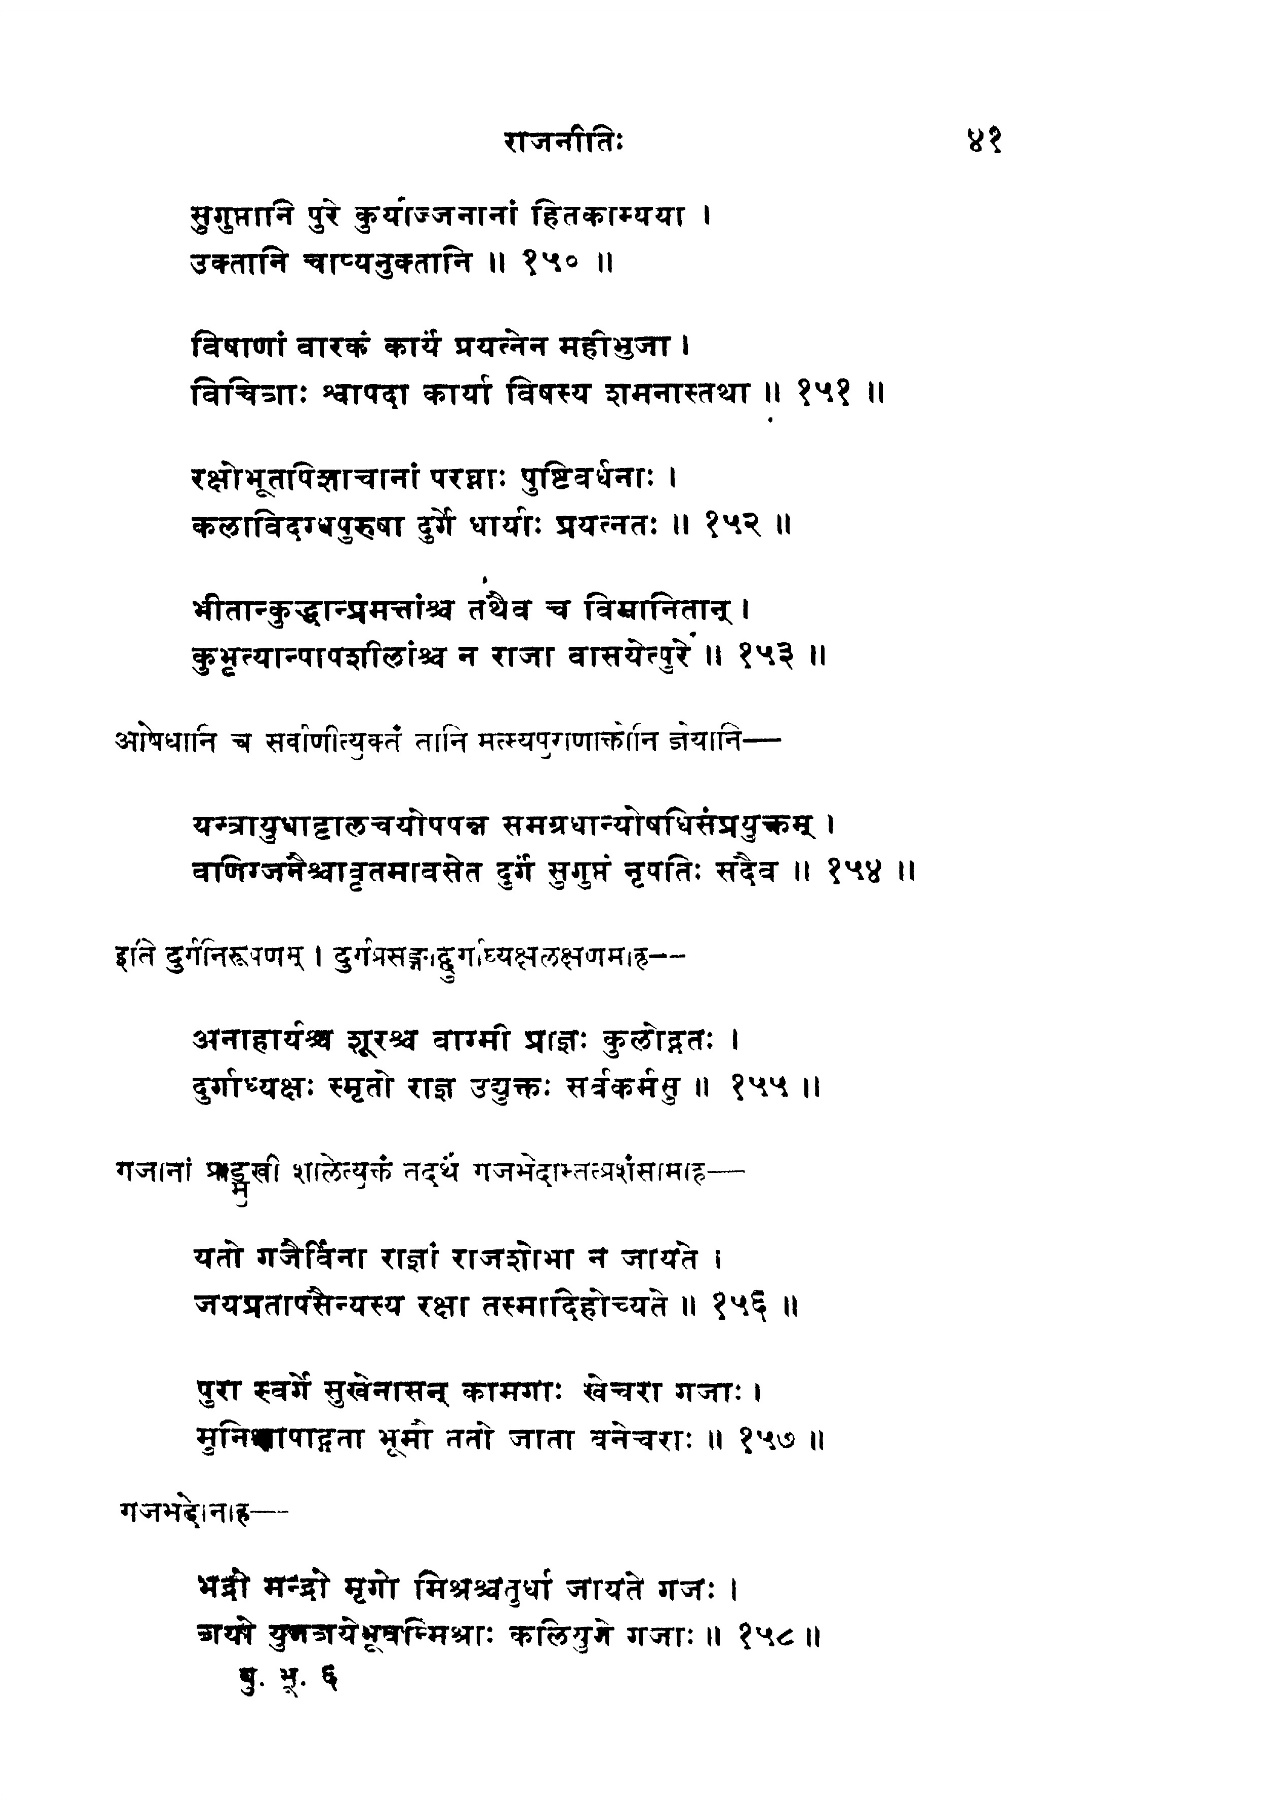 राजनीतिः ४१
सुगुप्तानि पुरे कुर्याज्जनानां हितकाम्यया ।
उक्तानि चाप्यनुक्तानि ॥ १५० ॥
विषाणां वारकं कार्यं प्रयत्नेन महीभुजा ।
विचित्राः श्वापदा कार्या विषस्य शमनास्तथा ॥ १५१ ॥
रक्षोभूतापिशाचानां परघ्नाः पुष्टिवर्धनाः ।
कलाविदग्धपुरुषा दुर्गे धार्याः प्रयत्नतः ॥ १५२ ॥
भीतान्कुद्धान्प्रमत्तांश्च तथैव च विमानितान् ।
कुभृत्यान्पापशीलांश्च न राजा वासयेत्पुरे ॥ १५३ ॥
औषधानि च सर्वाणीत्युक्तं तानि मत्स्यपुराणोक्तेर्तन ज्ञेयानि—
यन्त्रायुधाट्टालचयोपपन्न समग्रधान्योषधिसंप्रयुक्तम् ।
वणिग्जनैश्चावृतमावसेत दुर्गं सुगुप्तं नृपतिः सदैव ॥ १५४ ॥
इति दुर्गनिरूपणम् । दुर्गप्रसङ्गाद्दुर्गाध्यक्षलक्षणमाह--
अनाहार्यश्च शूरश्च वाग्मी प्राज्ञः कुलोद्गतः ।
दुर्गाध्यक्षः स्मृतो राज्ञ उद्युक्तः सर्वकर्मसु ॥ १५५ ॥
गजानां प्राङ्मुखी शालेत्युक्तं तदर्थं गजभेदांस्तत्प्रशंसामाह—
यतो गजैर्विना राज्ञां राजशोभा न जायते ।
जयप्रतापसैन्यस्य रक्षा तस्मादिहोच्यते ॥ १५६ ॥
पुरा स्वर्गे सुखेनासन् कामगाः खेचरा गजाः ।
मुनिशापाद्गता भूमौ ततो जाता वनेचराः ॥ १५७ ॥
गजभेदानाह—
भद्रो मन्द्रो मृगो मिश्रश्चतुर्धा जायते गजः ।
त्रयो युगत्रयेभूवन्मिश्राः कलियुगे गजाः ॥ १५८ ॥
बु. भू. ६